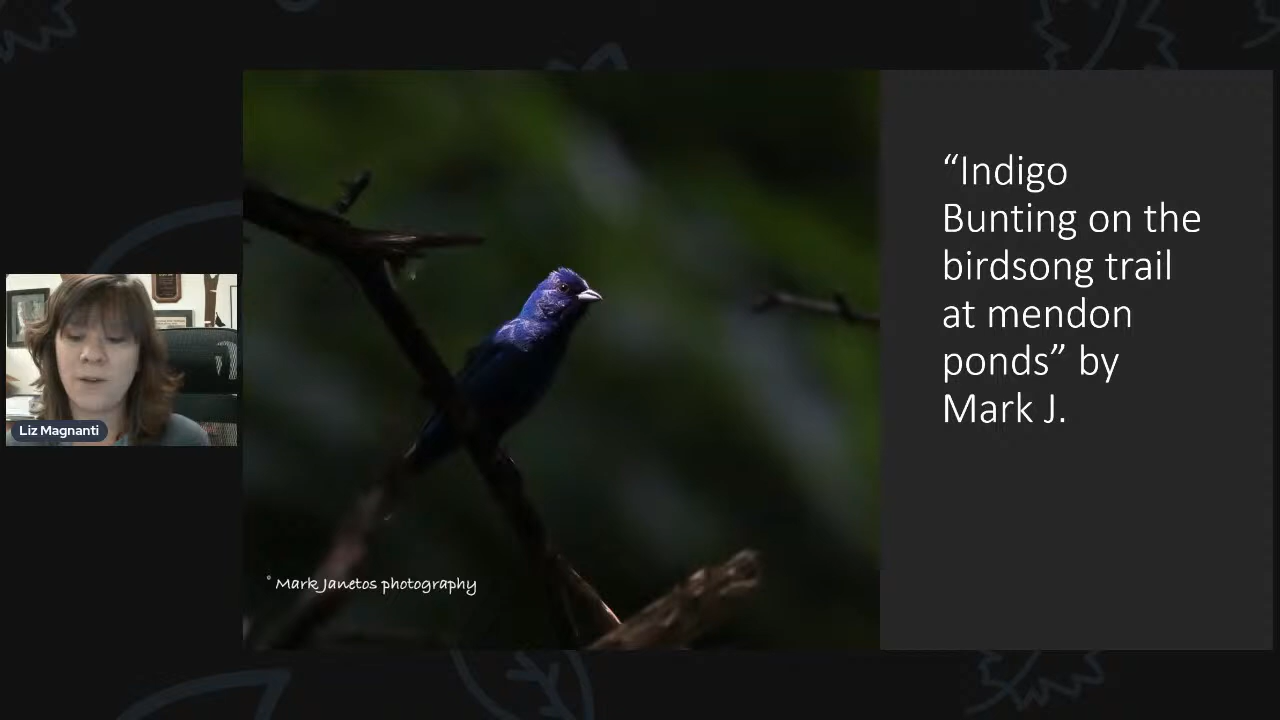 “Indigo
Bunting on the
birdsong trail
at mendon
ponds” by
Mark J.
Liz Magnanti
© Mark Janetos photography